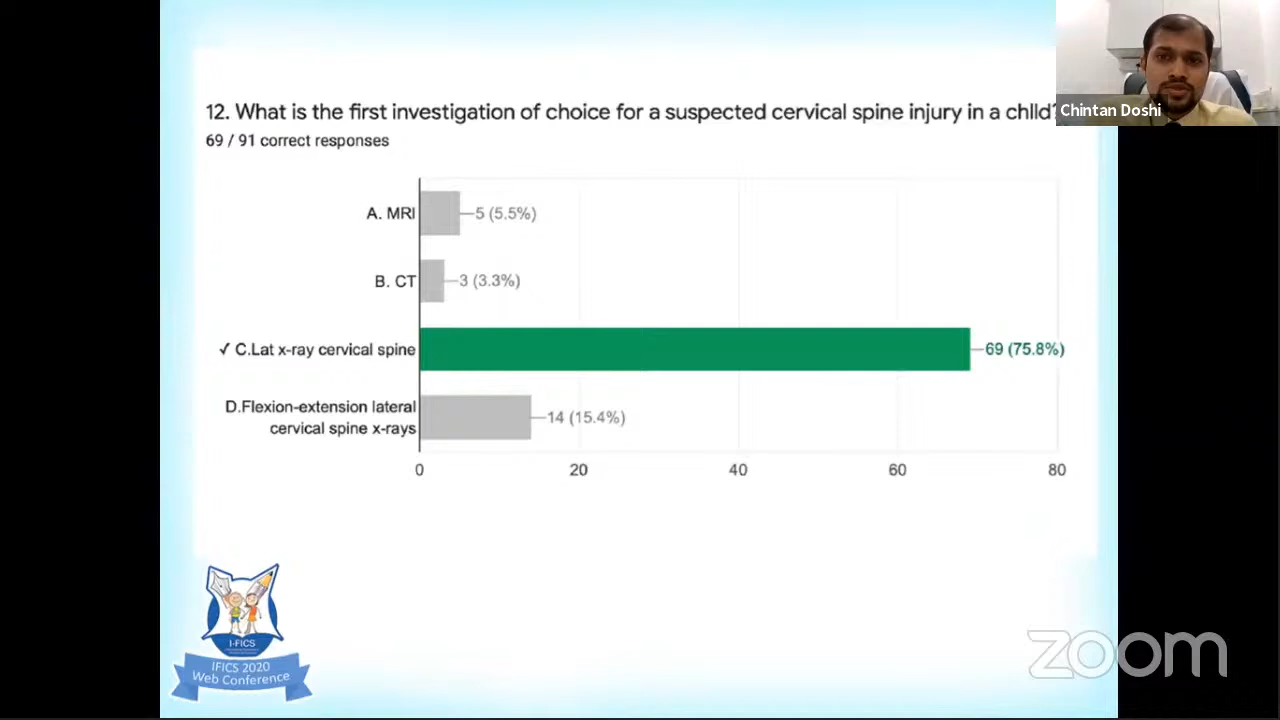 12. What is the first investigation of choice for a suspected cervical spine injury in a child?
69 / 91 correct responses
Chintan Doshi
A. MRI
5 (5.5%)
B. CT
3 (3.3%)
✓ C.Lat x-ray cervical spine
69 (75.8%)
D.Flexion-extension lateral
cervical spine x-rays
14 (15.4%)
0 20 40 60 80
I-FICS
IFICS 2020
Web Conference
zoom